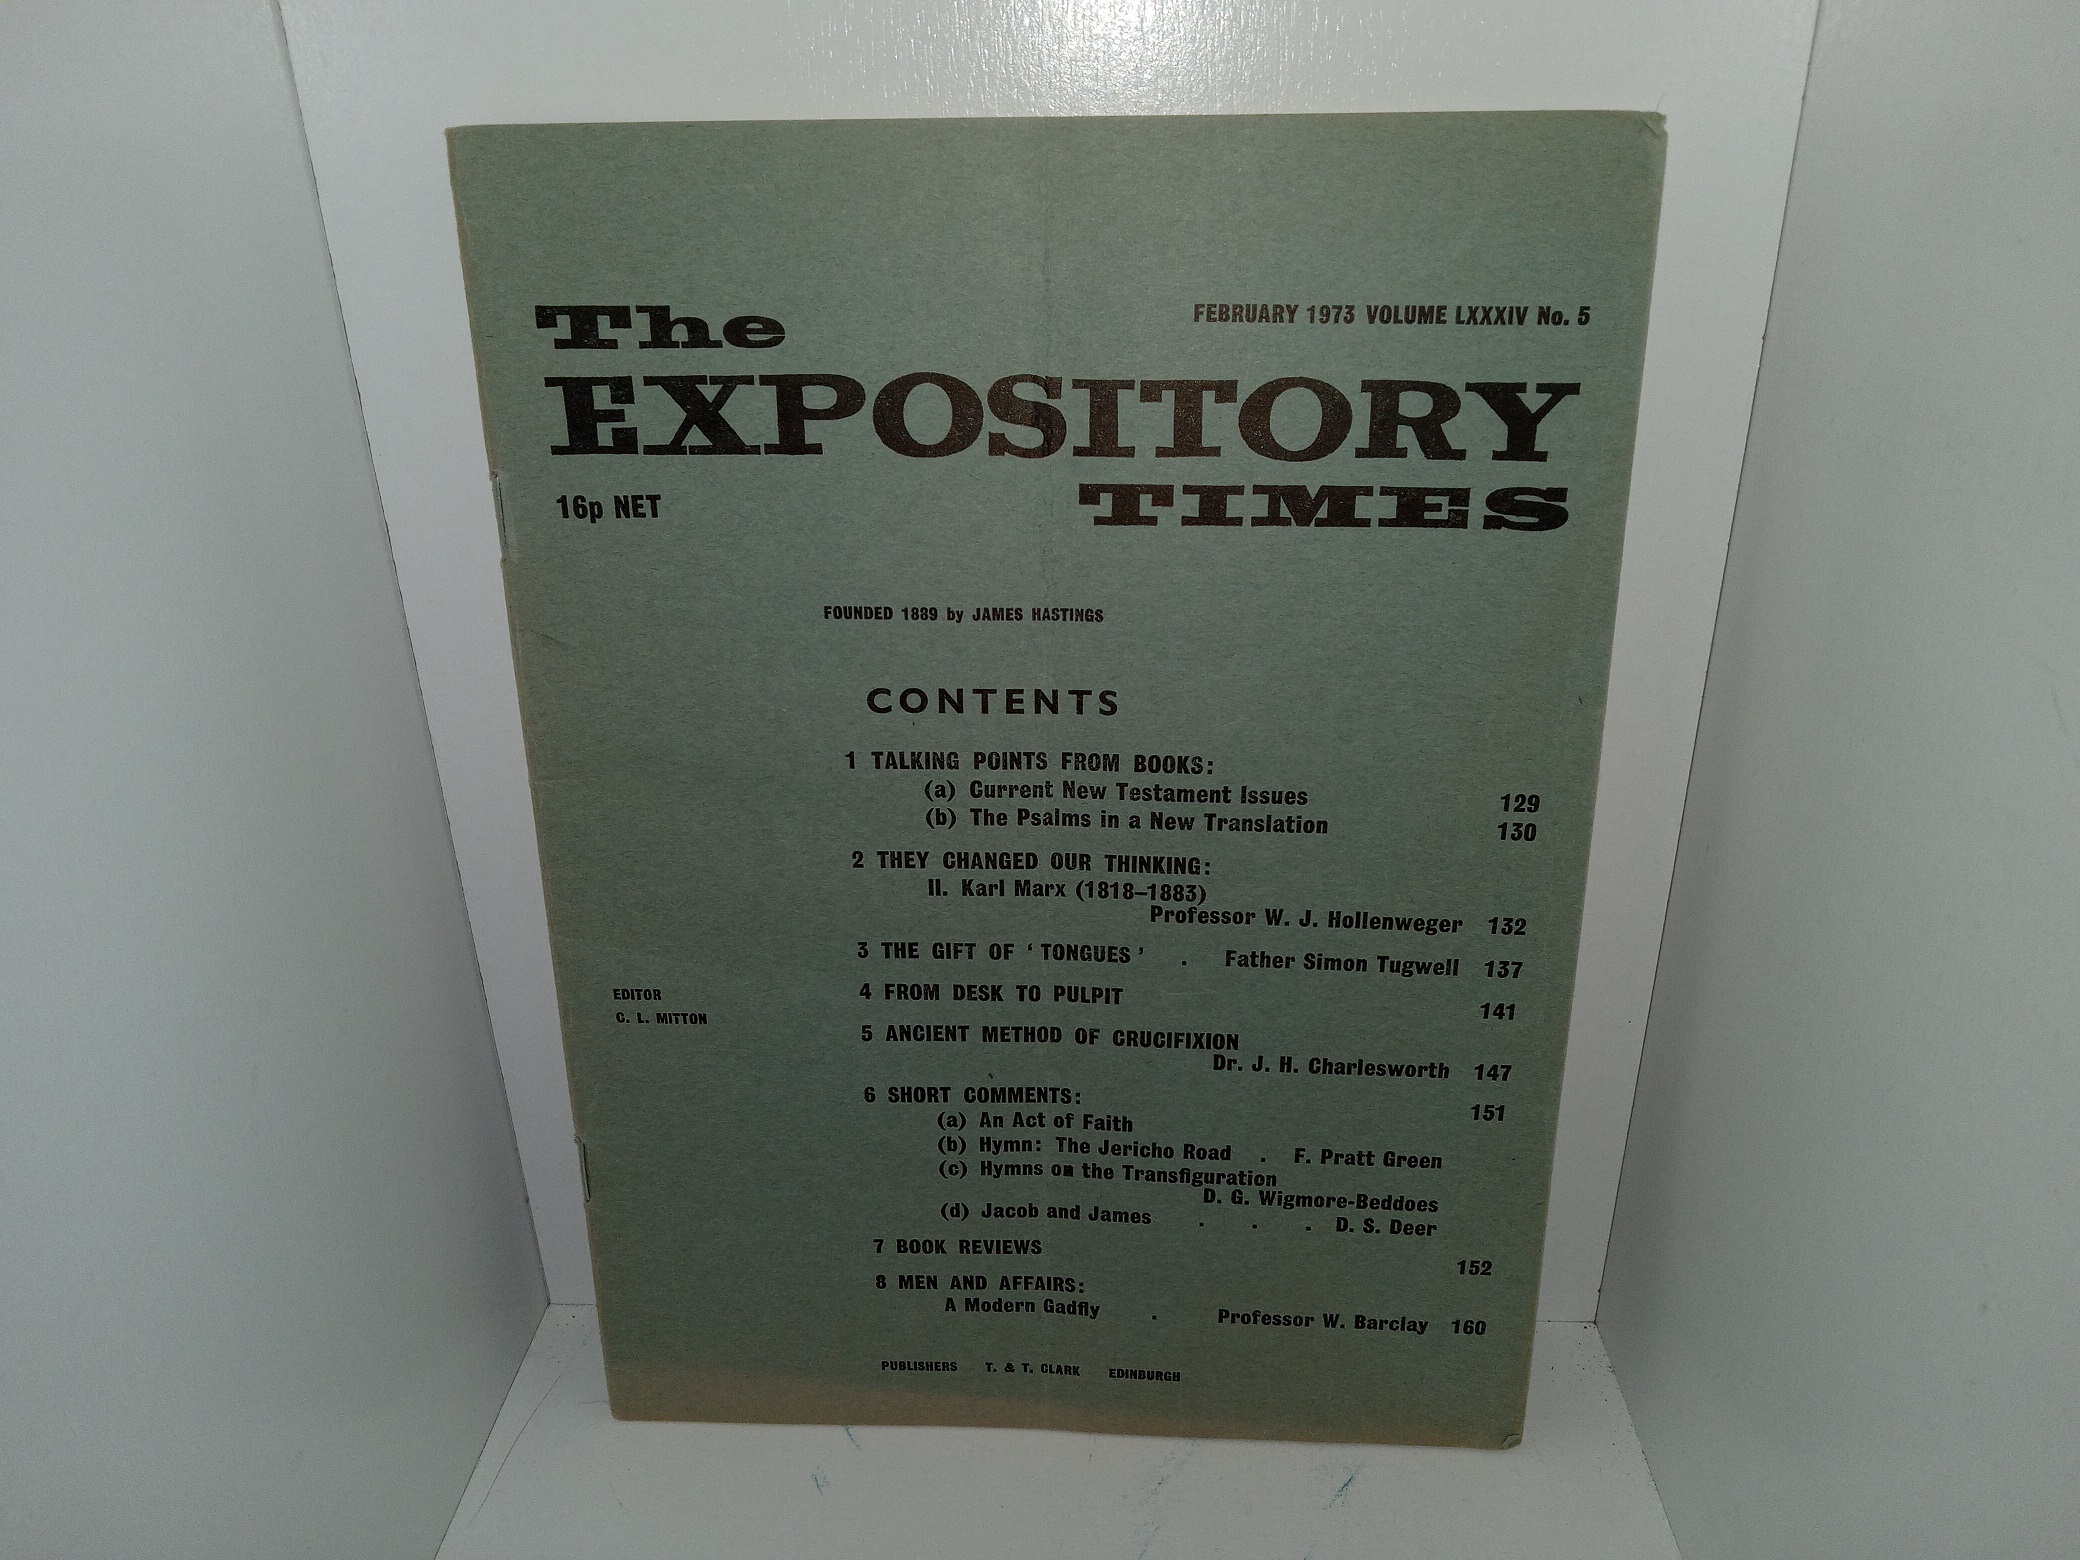 The
FEBRUARY 1973 VOLUME LXXXIV No. 5
EXPOSITORY
16p NET
TIMES
FOUNDED 1889 by JAMES HASTINGS
CONTENTS
1 TALKING POINTS FROM BOOKS:
(a) Current New Testament Issues 129
(b) The Psalms in a New Translation 130
2 THEY CHANGED OUR THINKING:
II. Karl Marx (1818–1883)
Professor W. J. Hollenweger 132
3 THE GIFT OF ‘ TONGUES ’ . Father Simon Tugwell 137
4 FROM DESK TO PULPIT 141
5 ANCIENT METHOD OF CRUCIFIXION
Dr. J. H. Charlesworth 147
6 SHORT COMMENTS: 151
(a) An Act of Faith
(b) Hymn: The Jericho Road . F. Pratt Green
(c) Hymns on the Transfiguration
D. G. Wigmore-Beddoes
(d) Jacob and James . . . D. S. Deer
7 BOOK REVIEWS 152
8 MEN AND AFFAIRS:
A Modern Gadfly . Professor W. Barclay 160
EDITOR
C. L. MITTON
PUBLISHERS T. & T. CLARK EDINBURGH